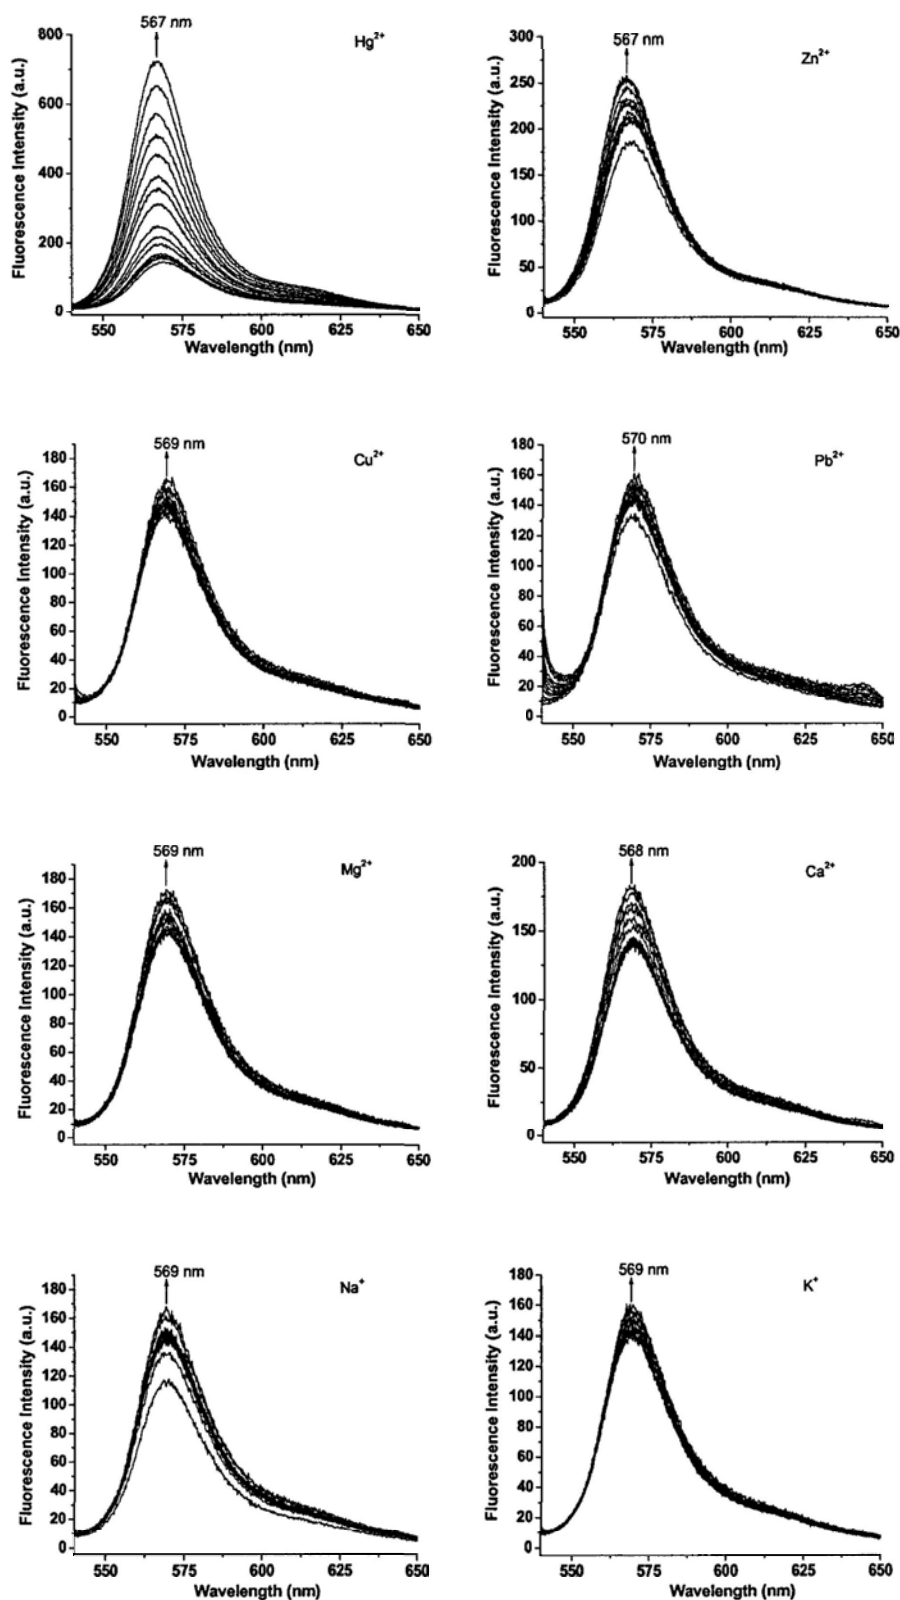 567 nm
Hg2+
800
600
400
200
0
Fluorescence Intensity (a.u.)
550 575 600 625 650
Wavelength (nm)
567 nm
Zn2+
300
250
200
150
100
50
0
Fluorescence Intensity (a.u.)
550 575 600 625 650
Wavelength (nm)
569 nm
Cu2+
180
160
140
120
100
80
60
40
20
0
Fluorescence Intensity (a.u.)
550 575 600 625 650
Wavelength (nm)
570 nm
Pb2+
180
160
140
120
100
80
60
40
20
0
Fluorescence Intensity (a.u.)
550 575 600 625 650
Wavelength (nm)
569 nm
Mg2+
180
160
140
120
100
80
60
40
20
0
Fluorescence Intensity (a.u.)
550 575 600 625 650
Wavelength (nm)
568 nm
Ca2+
200
150
100
50
0
Fluorescence Intensity (a.u.)
550 575 600 625 650
Wavelength (nm)
569 nm
Na+
180
160
140
120
100
80
60
40
20
0
Fluorescence Intensity (a.u.)
550 575 600 625 650
Wavelength (nm)
569 nm
K+
180
160
140
120
100
80
60
40
20
0
Fluorescence Intensity (a.u.)
550 575 600 625 650
Wavelength (nm)